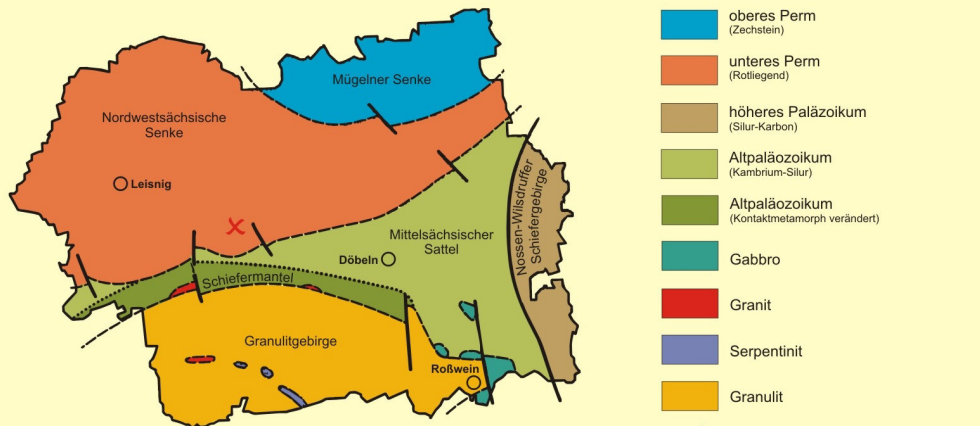 Mügelner Senke
Nordwestsächsische
Senke
Leisnig
Mittelsächsischer
Sattel
Döbeln
Nossen-Wilsdruffer
Schiefergebirge
Schiefermantel
Granulitgebirge
Roßwein
oberes Perm
(Zechstein)
unteres Perm
(Rotliegend)
höheres Paläzoikum
(Silur-Karbon)
Altpaläozoikum
(Kambrium-Silur)
Altpaläozoikum
(Kontaktmetamorph verändert)
Gabbro
Granit
Serpentinit
Granulit